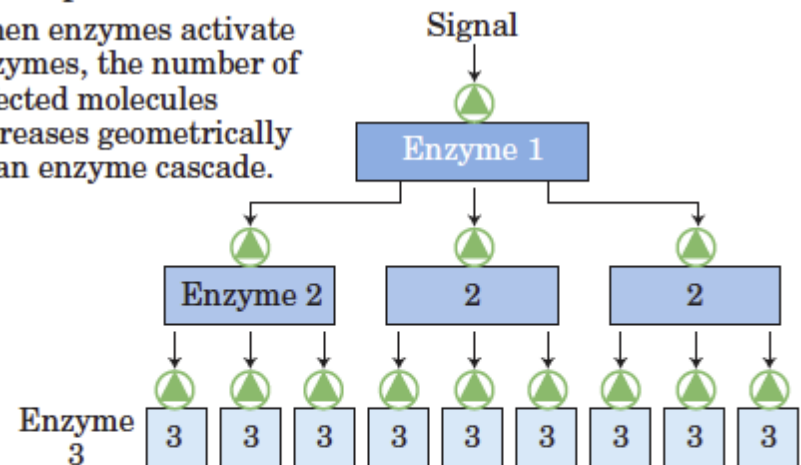 hen enzymes activate
zymes, the number of
ected molecules
reases geometrically
an enzyme cascade.
Signal
Enzyme 1
Enzyme 2
2
2
Enzyme
3
3
3
3
3
3
3
3
3
3